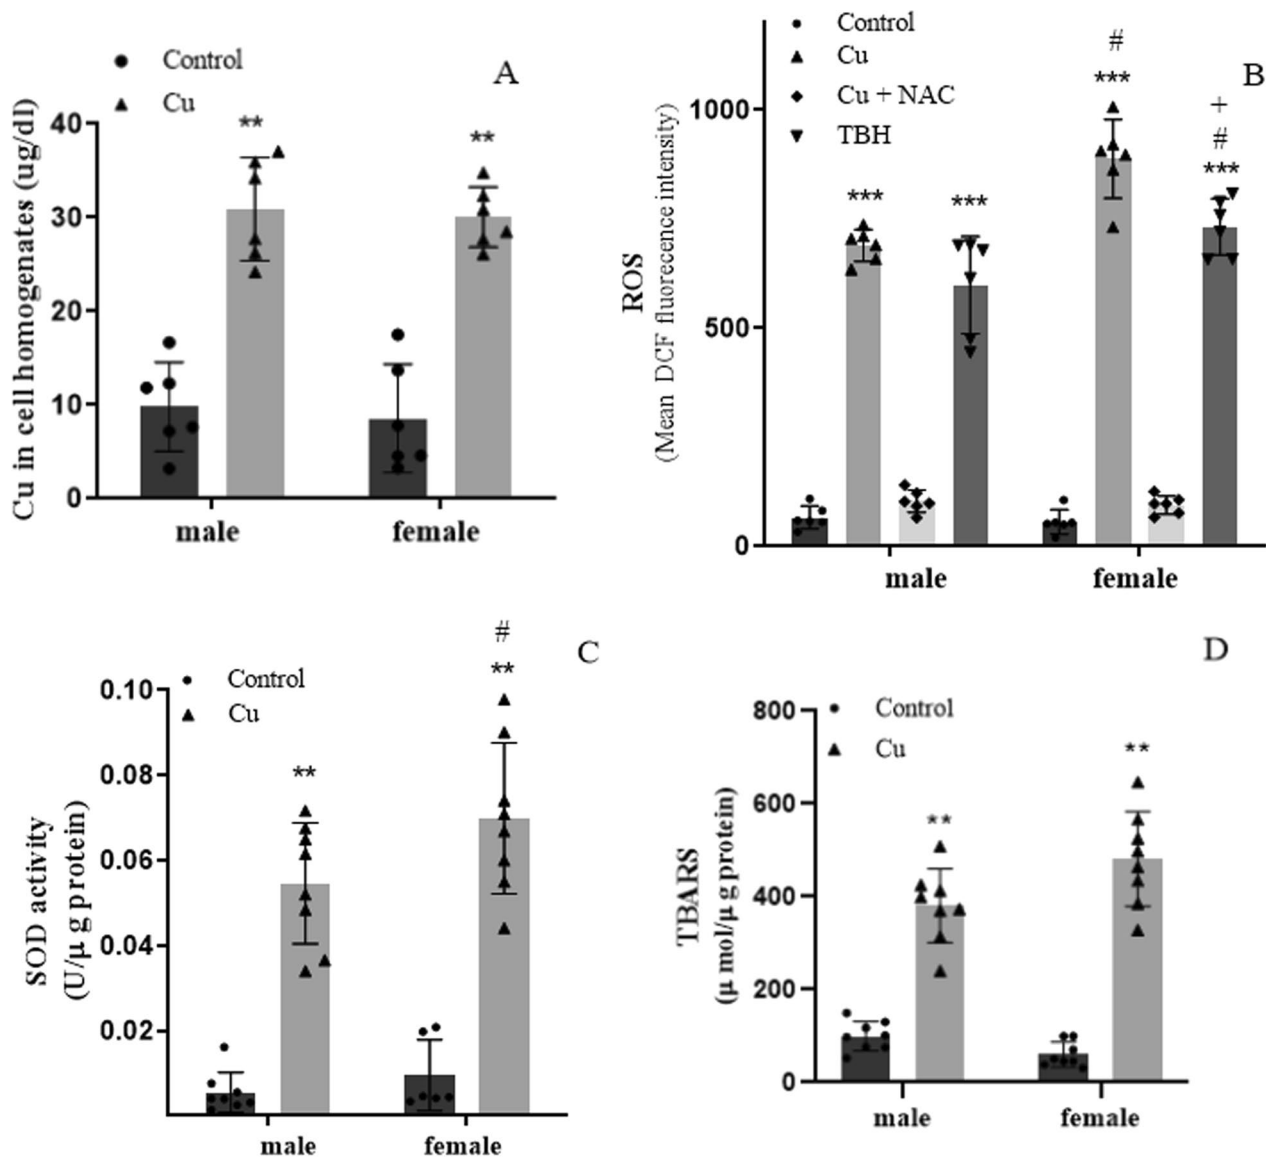 A
Control
Cu
Cu in cell homogenates (ug/dl)
40
30
20
10
0
**
**
male
female
B
Control
Cu
Cu + NAC
TBH
ROS
(Mean DCF fluorecence intensity)
1000
500
0
***
***
#
***
+
#
***
male
female
C
Control
Cu
SOD activity
(U/µ g protein)
0.10
0.08
0.06
0.04
0.02
**
#
**
male
female
D
Control
Cu
TBARS
(µ mol/µ g protein)
800
600
400
200
0
**
**
male
female